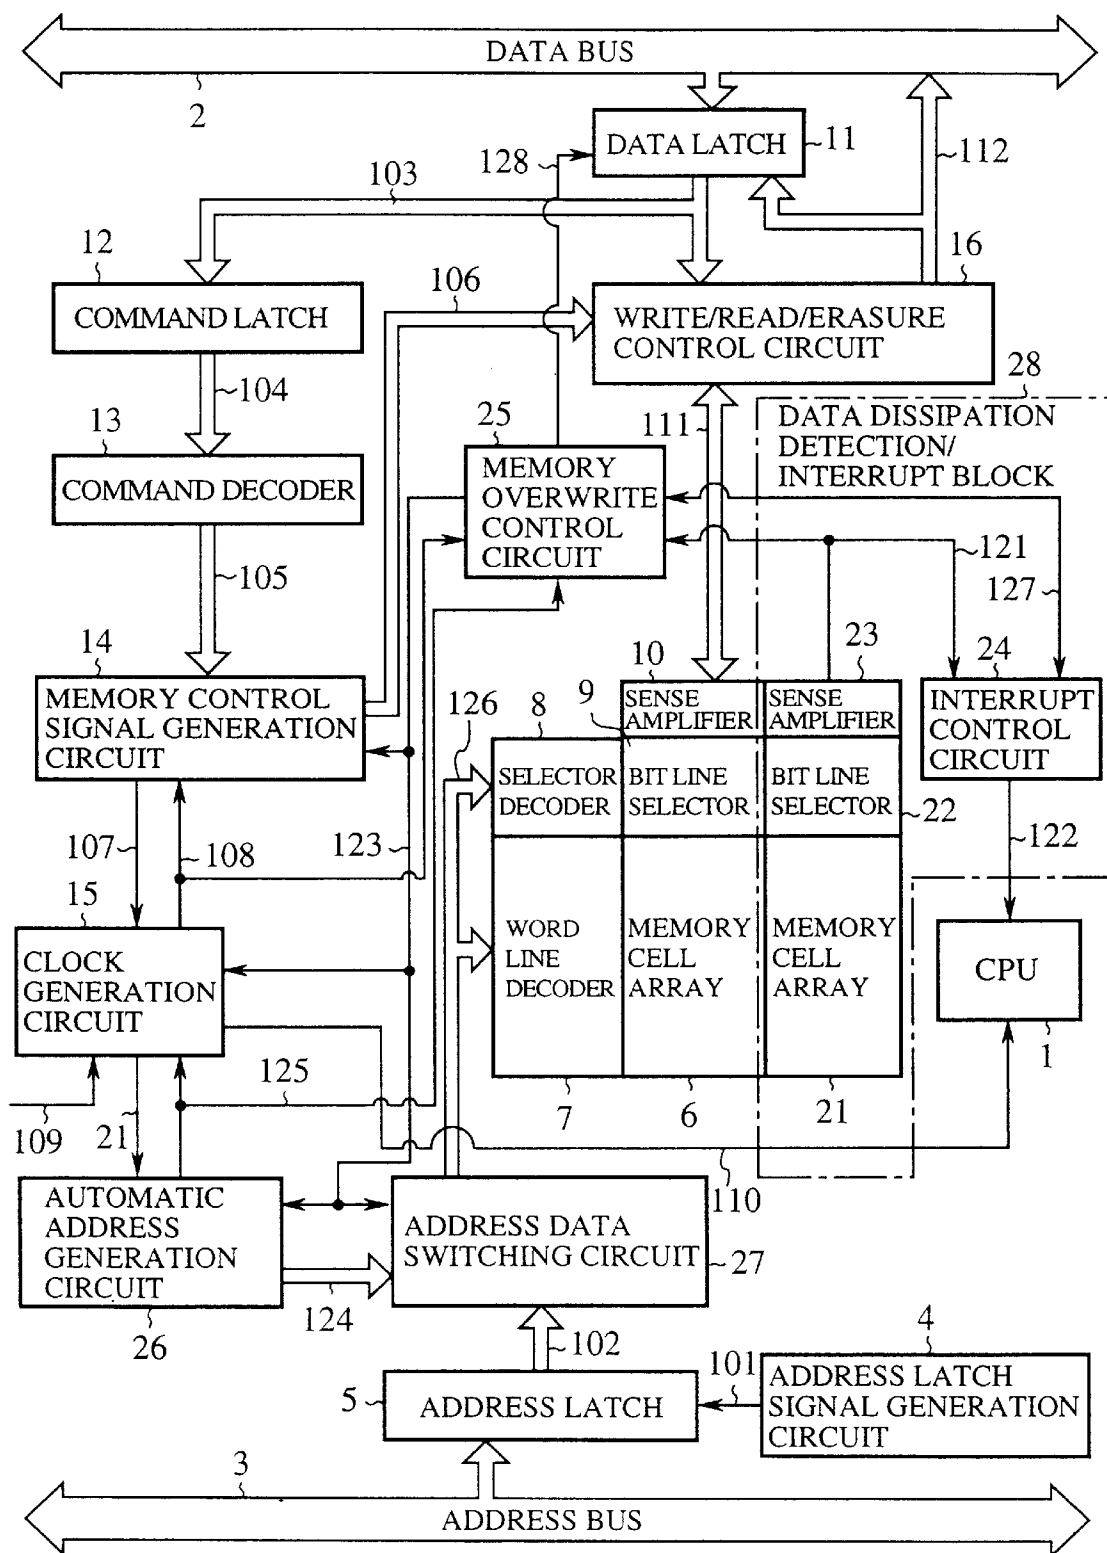 DATA BUS
2
DATA LATCH
11
112
128
103
12
COMMAND LATCH
106
16
WRITE/READ/ERASURE
CONTROL CIRCUIT
104
28
DATA DISSIPATION
DETECTION/
INTERRUPT BLOCK
111
13
COMMAND DECODER
25
MEMORY
OVERWRITE
CONTROL
CIRCUIT
105
121
127
14
MEMORY CONTROL
SIGNAL GENERATION
CIRCUIT
10
23
24
SENSE
AMPLIFIER
SENSE
AMPLIFIER
INTERRUPT
CONTROL
CIRCUIT
126
8
9
SELECTOR
DECODER
BIT LINE
SELECTOR
BIT LINE
SELECTOR
22
107
108
123
122
15
CLOCK
GENERATION
CIRCUIT
WORD
LINE
DECODER
MEMORY
CELL
ARRAY
MEMORY
CELL
ARRAY
CPU
1
109
21
125
7
6
21
110
AUTOMATIC
ADDRESS
GENERATION
CIRCUIT
26
124
ADDRESS DATA
SWITCHING CIRCUIT
27
102
5
ADDRESS LATCH
101
4
ADDRESS LATCH
SIGNAL GENERATION
CIRCUIT
3
ADDRESS BUS